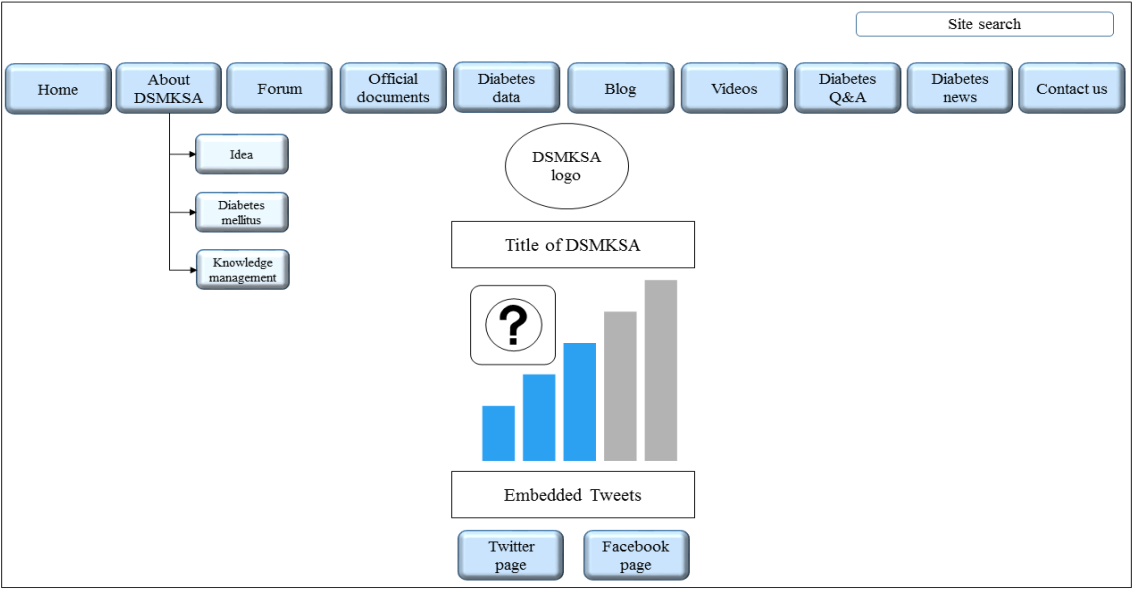 Site search
Home
About
DSMKSA
Forum
Official
documents
Diabetes
data
Blog
Videos
Diabetes
Q&A
Diabetes
news
Contact us
Idea
Diabetes
mellitus
Knowledge
management
DSMKSA
logo
Title of DSMKSA
?
Embedded Tweets
Twitter
page
Facebook
page